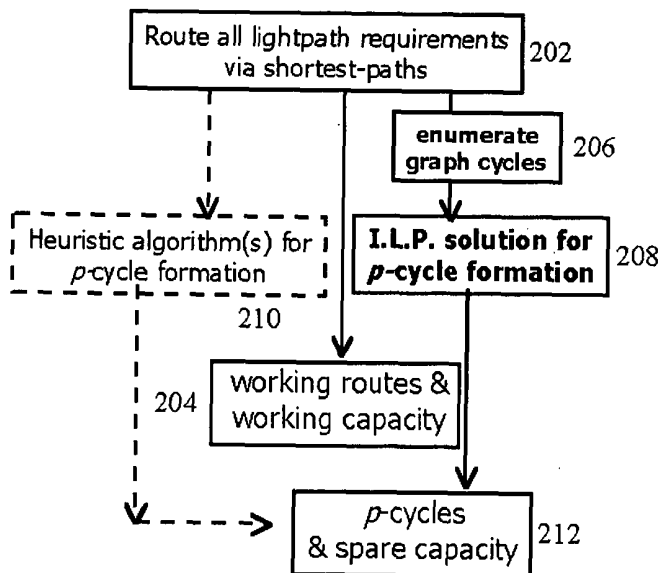 Route all lightpath requirements
via shortest-paths
202
enumerate
graph cycles
206
Heuristic algorithm(s) for
p-cycle formation
210
I.L.P. solution for
p-cycle formation
208
working routes &
working capacity
204
p-cycles
& spare capacity
212